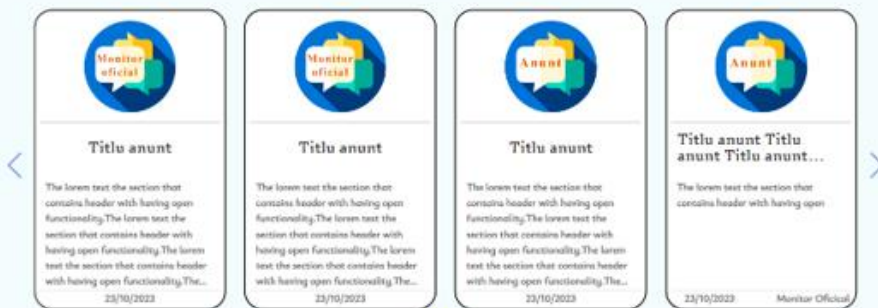 Monitor
oficial
Titlu anunt
The lorem text the section that
contains header with having open
functionality.The lorem text the
section that contains header with
having open functionality.The lorem
text the section that contains header
with having open functionality.The...
23/10/2023
Monitor
oficial
Titlu anunt
The lorem text the section that
contains header with having open
functionality.The lorem text the
section that contains header with
having open functionality.The lorem
text the section that contains header
with having open functionality.The...
23/10/2023
Anunt
Titlu anunt
The lorem text the section that
contains header with having open
functionality.The lorem text the
section that contains header with
having open functionality.The lorem
text the section that contains header
with having open functionality.The...
23/10/2023
Anunt
Titlu anunt Titlu
anunt Titlu anunt...
The lorem text the section that
contains header with having open
23/10/2023 Monitor Oficical